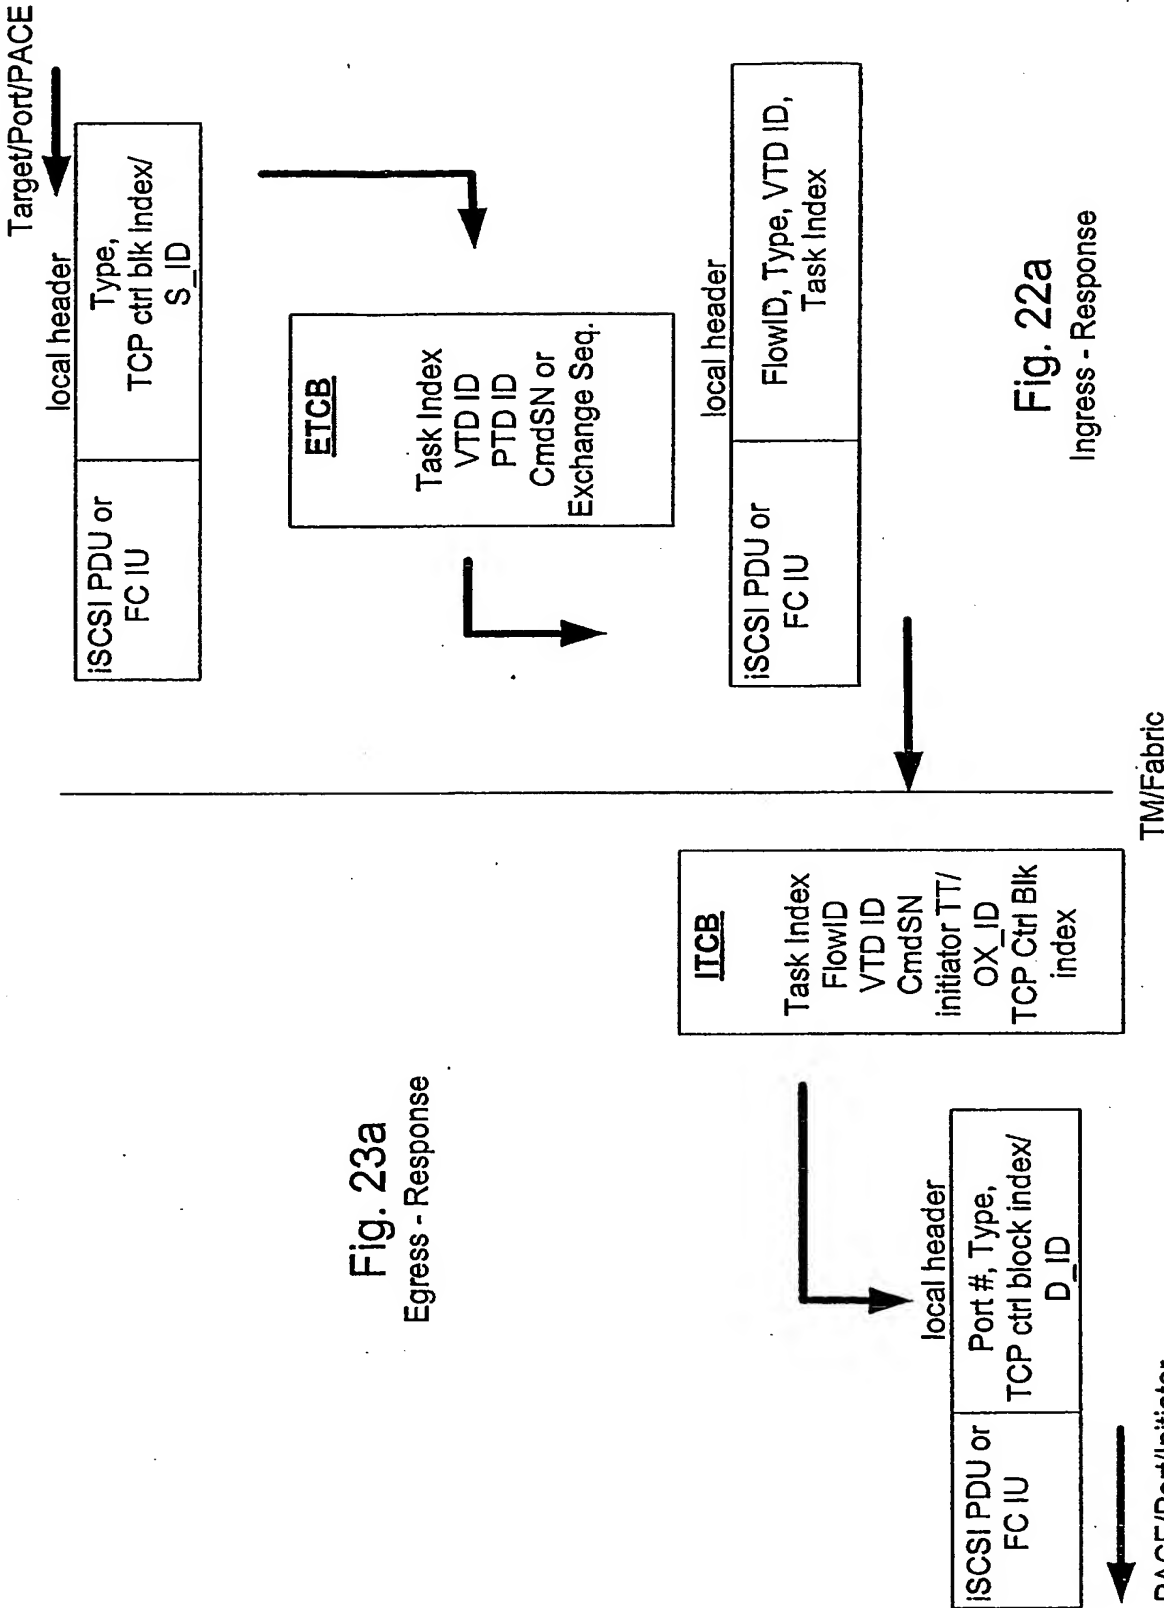 Target/Port/PACE
local header
iSCSI PDU or
FC IU
Type,
TCP ctrl blk index/
S_ID
ETCB
Task Index
VTD ID
PTD ID
CmdSN or
Exchange Seq.
local header
iSCSI PDU or
FC IU
FlowID, Type, VTD ID,
Task Index
Fig. 22a
Ingress - Response
TM/Fabric
ITCB
Task Index
FlowID
VTD ID
CmdSN
initiator TT/
OX_ID
TCP Ctrl Blk
index
Fig. 23a
Egress - Response
local header
iSCSI PDU or
FC IU
Port #, Type,
TCP ctrl block index/
D_ID
PACE/Port/Initiator